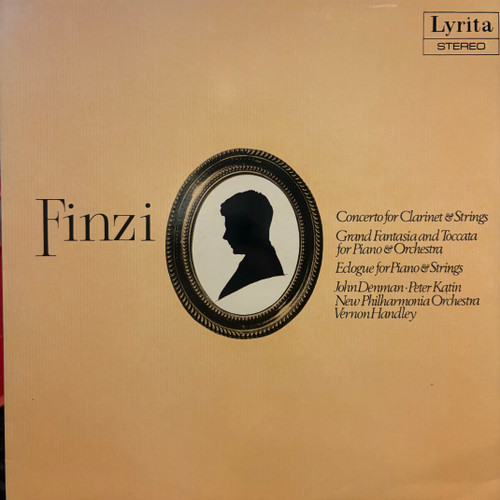 Lyrita
STEREO
Finzi
Concerto for Clarinet & Strings
Grand Fantasia and Toccata
for Piano & Orchestra
Eclogue for Piano & Strings
John Denman · Peter Katin
New Philharmonia Orchestra
Vernon Handley